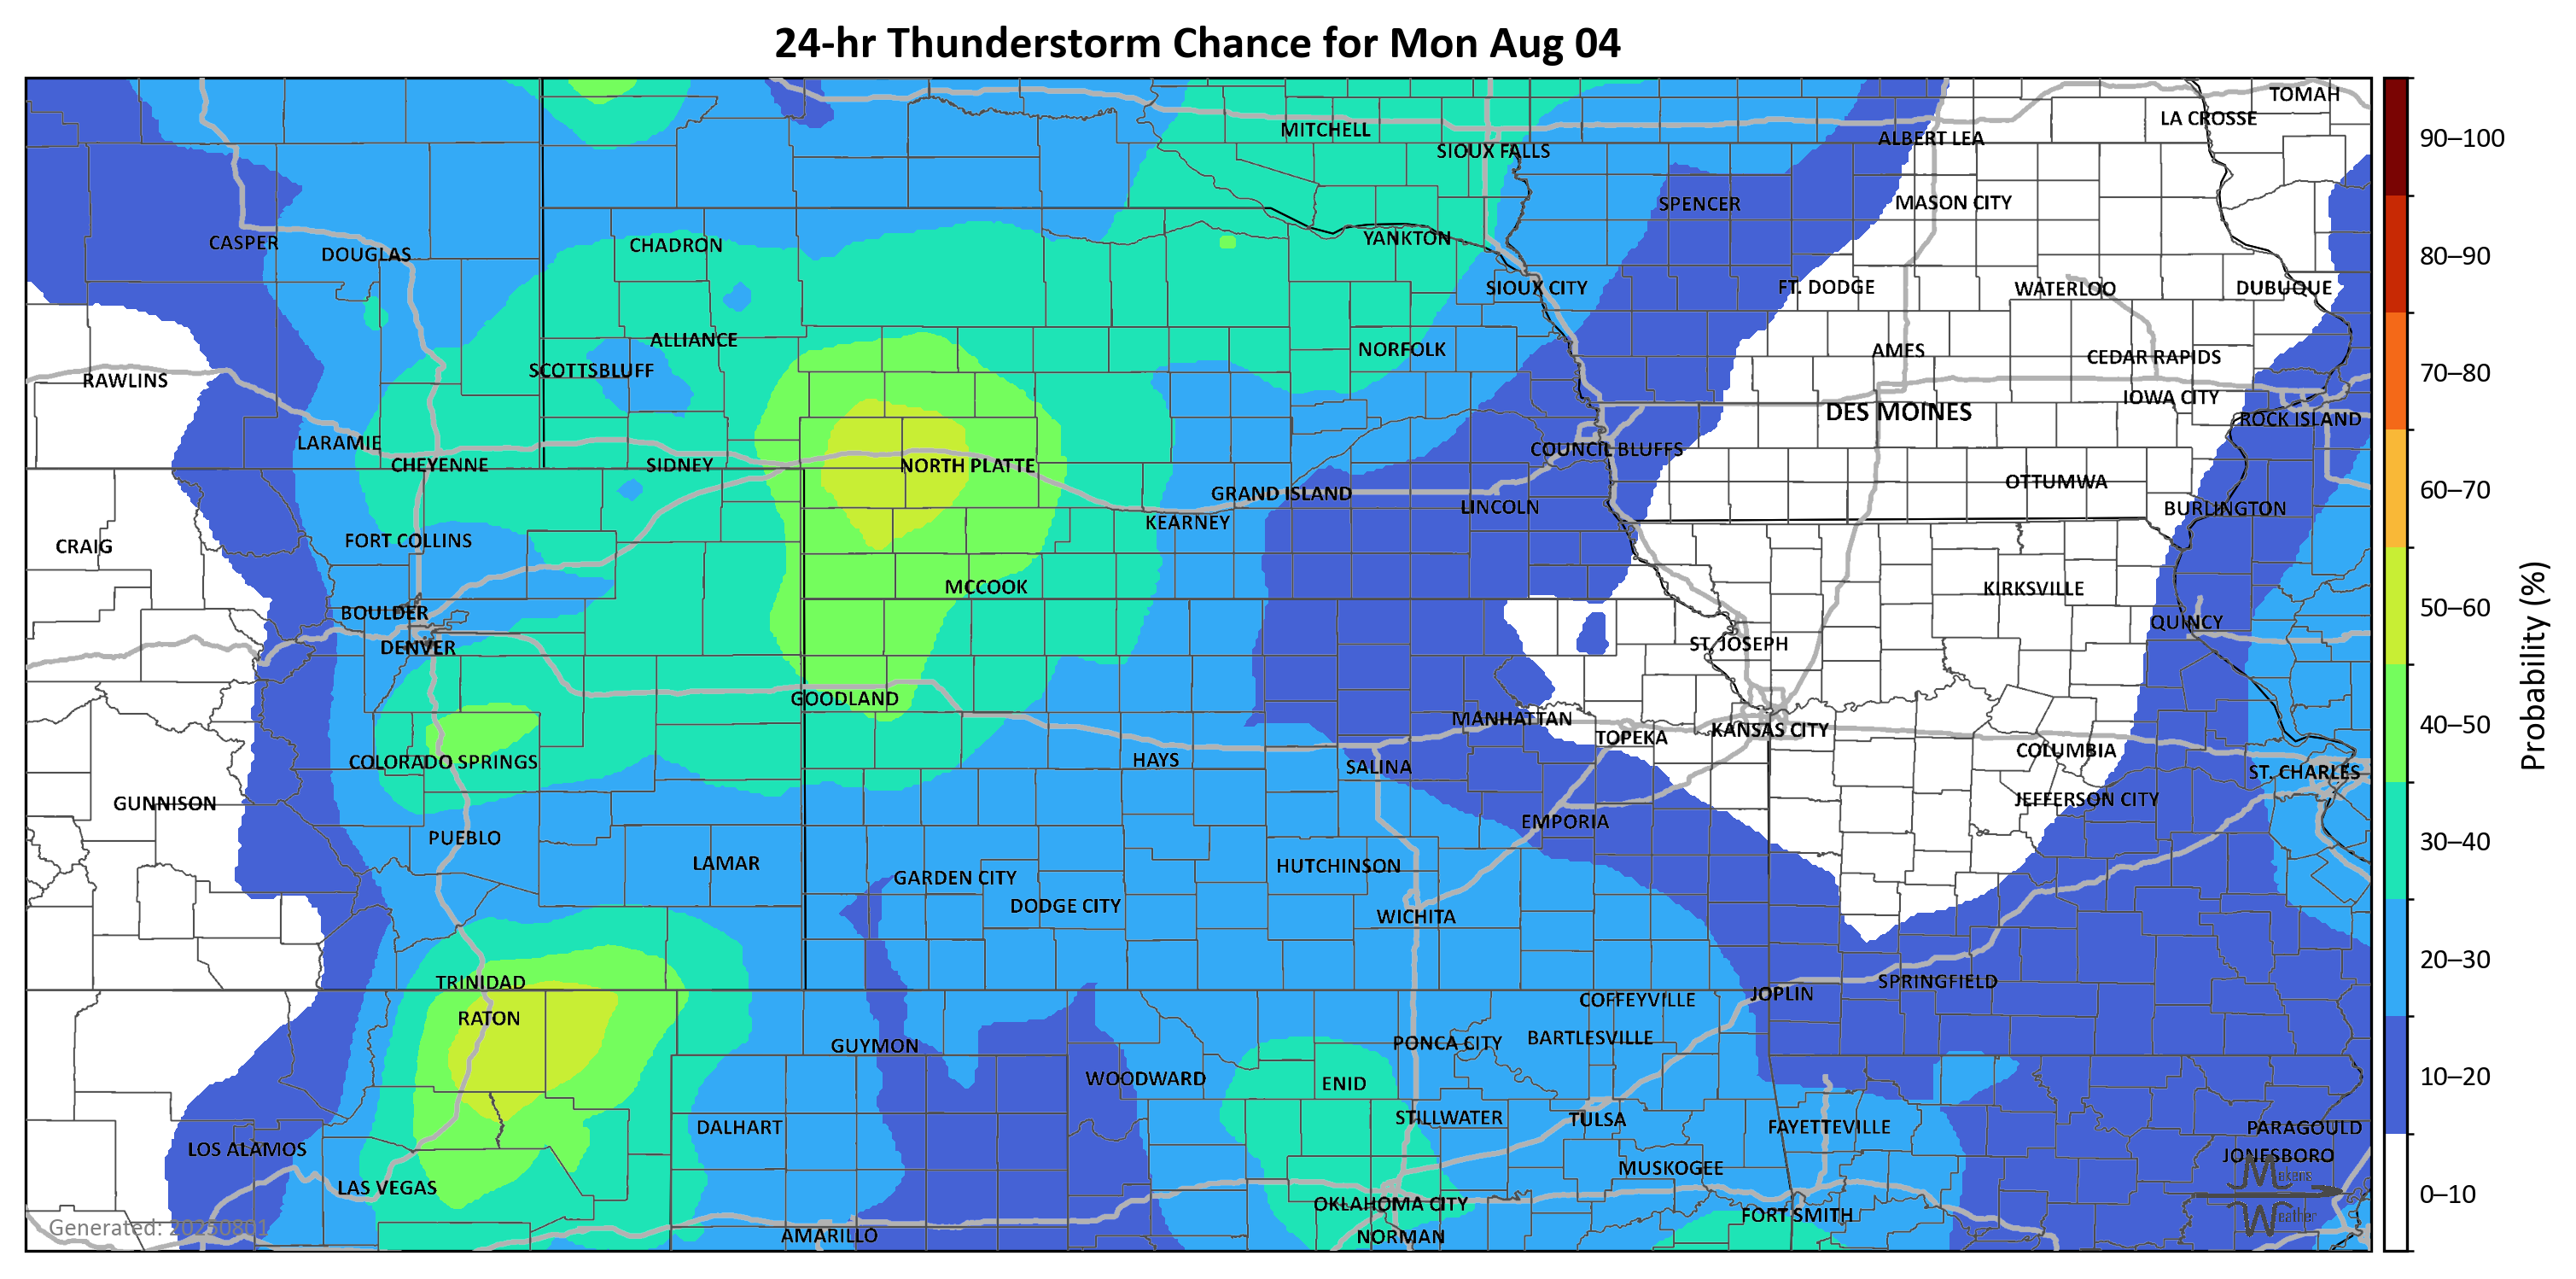 24-hr Thunderstorm Chance for Mon Aug 04
TOMAH
LA CROSSE
MITCHELL
ALBERT LEA
SIOUX FALLS
SPENCER
MASON CITY
CASPER
DOUGLAS
CHADRON
YANKTON
SIOUX CITY
FT. DODGE
WATERLOO
DUBUQUE
ALLIANCE
NORFOLK
AMES
CEDAR RAPIDS
RAWLINS
SCOTTSBLUFF
IOWA CITY
DES MOINES
ROCK ISLAND
LARAMIE
COUNCIL BLUFFS
CHEYENNE
SIDNEY
NORTH PLATTE
OTTUMWA
GRAND ISLAND
LINCOLN
BURLINGTON
KEARNEY
CRAIG
FORT COLLINS
MCCOOK
KIRKSVILLE
BOULDER
QUINCY
DENVER
ST. JOSEPH
GOODLAND
MANHATTAN
TOPEKA
KANSAS CITY
COLUMBIA
COLORADO SPRINGS
HAYS
SALINA
ST. CHARLES
GUNNISON
JEFFERSON CITY
EMPORIA
PUEBLO
LAMAR
HUTCHINSON
GARDEN CITY
DODGE CITY
WICHITA
TRINIDAD
SPRINGFIELD
JOPLIN
COFFEYVILLE
RATON
GUYMON
PONCA CITY
BARTLESVILLE
WOODWARD
ENID
STILLWATER
TULSA
DALHART
FAYETTEVILLE
PARAGOULD
LOS ALAMOS
JONESBORO
MUSKOGEE
LAS VEGAS
OKLAHOMA CITY
FORT SMITH
AMARILLO
NORMAN
Generated: 20250801
Makens
Weather
90–100
80–90
70–80
60–70
50–60
40–50
30–40
20–30
10–20
0–10
Probability (%)